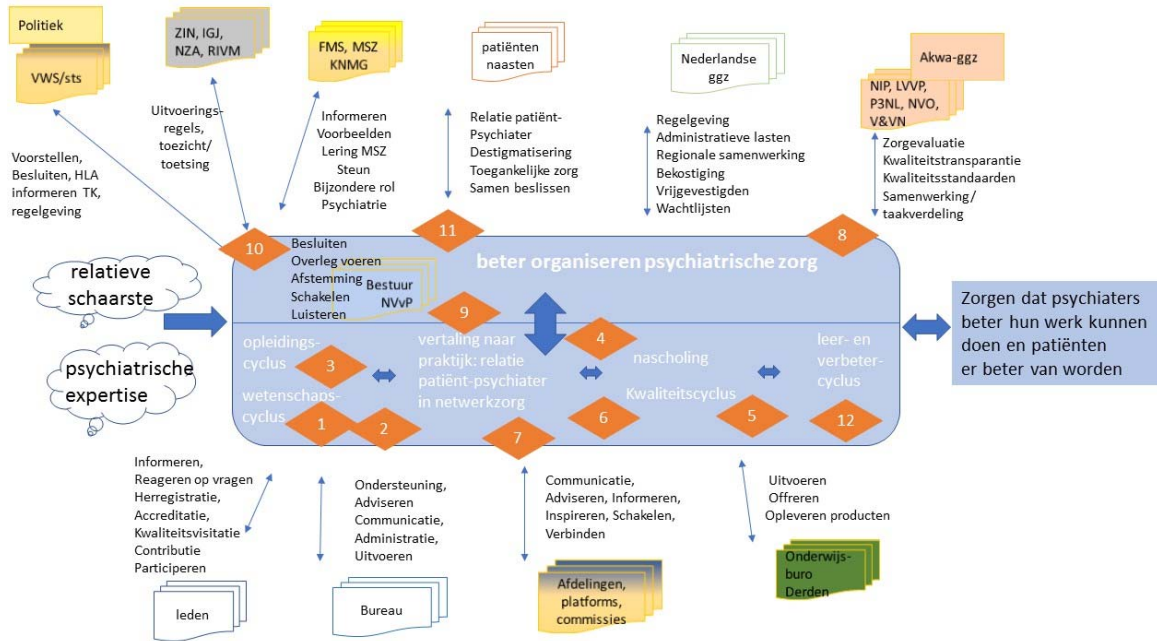 Politiek
VWS/sts
ZIN, IGJ,
NZA, RIVM
FMS, MSZ
KNMG
patiënten
naasten
Nederlandse
ggz
Akwa-ggz
NIP, LVVP,
P3NL, NVO,
V&VN
Voorstellen,
Besluiten, HLA
informeren TK,
regelgeving
Uitvoerings-
regels,
toezicht/
toetsing
Informeren
Voorbeelden
Lering MSZ
Steun
Bijzondere rol
Psychiatrie
Relatie patiënt-
Psychiater
Destigmatisering
Toegankelijke zorg
Samen beslissen
Regelgeving
Administratieve lasten
Regionale samenwerking
Bekostiging
Vrijgevestigden
Wachtlijsten
Zorgevaluatie
Kwaliteitstransparantie
Kwaliteitsstandaarden
Samenwerking/
taakverdeling
10
11
8
relatieve
schaarste
psychiatrische
expertise
Besluiten
Overleg voeren
Afstemming
Schakelen
Luisteren
Bestuur
NVvP
beter organiseren psychiatrische zorg
9
4
opleidings-
cyclus
3
wetenschaps-
cyclus
1
2
vertaling naar
praktijk: relatie
patiënt-psychiater
in netwerkzorg
7
nascholing
Kwaliteitscyclus
6
5
leer- en
verbeter-
cyclus
12
Zorgen dat psychiaters
beter hun werk kunnen
doen en patiënten
er beter van worden
Informeren,
Reageren op vragen
Herregistratie,
Accreditatie,
Kwaliteitsvisitatie
Contributie
Participeren
leden
Ondersteuning,
Adviseren
Communicatie,
Administratie,
Uitvoeren
Bureau
Communicatie,
Adviseren, Informeren,
Inspireren, Schakelen,
Verbinden
Afdelingen,
platforms,
commissies
Uitvoeren
Offreren
Opleveren producten
Onderwijs-
buro
Derden